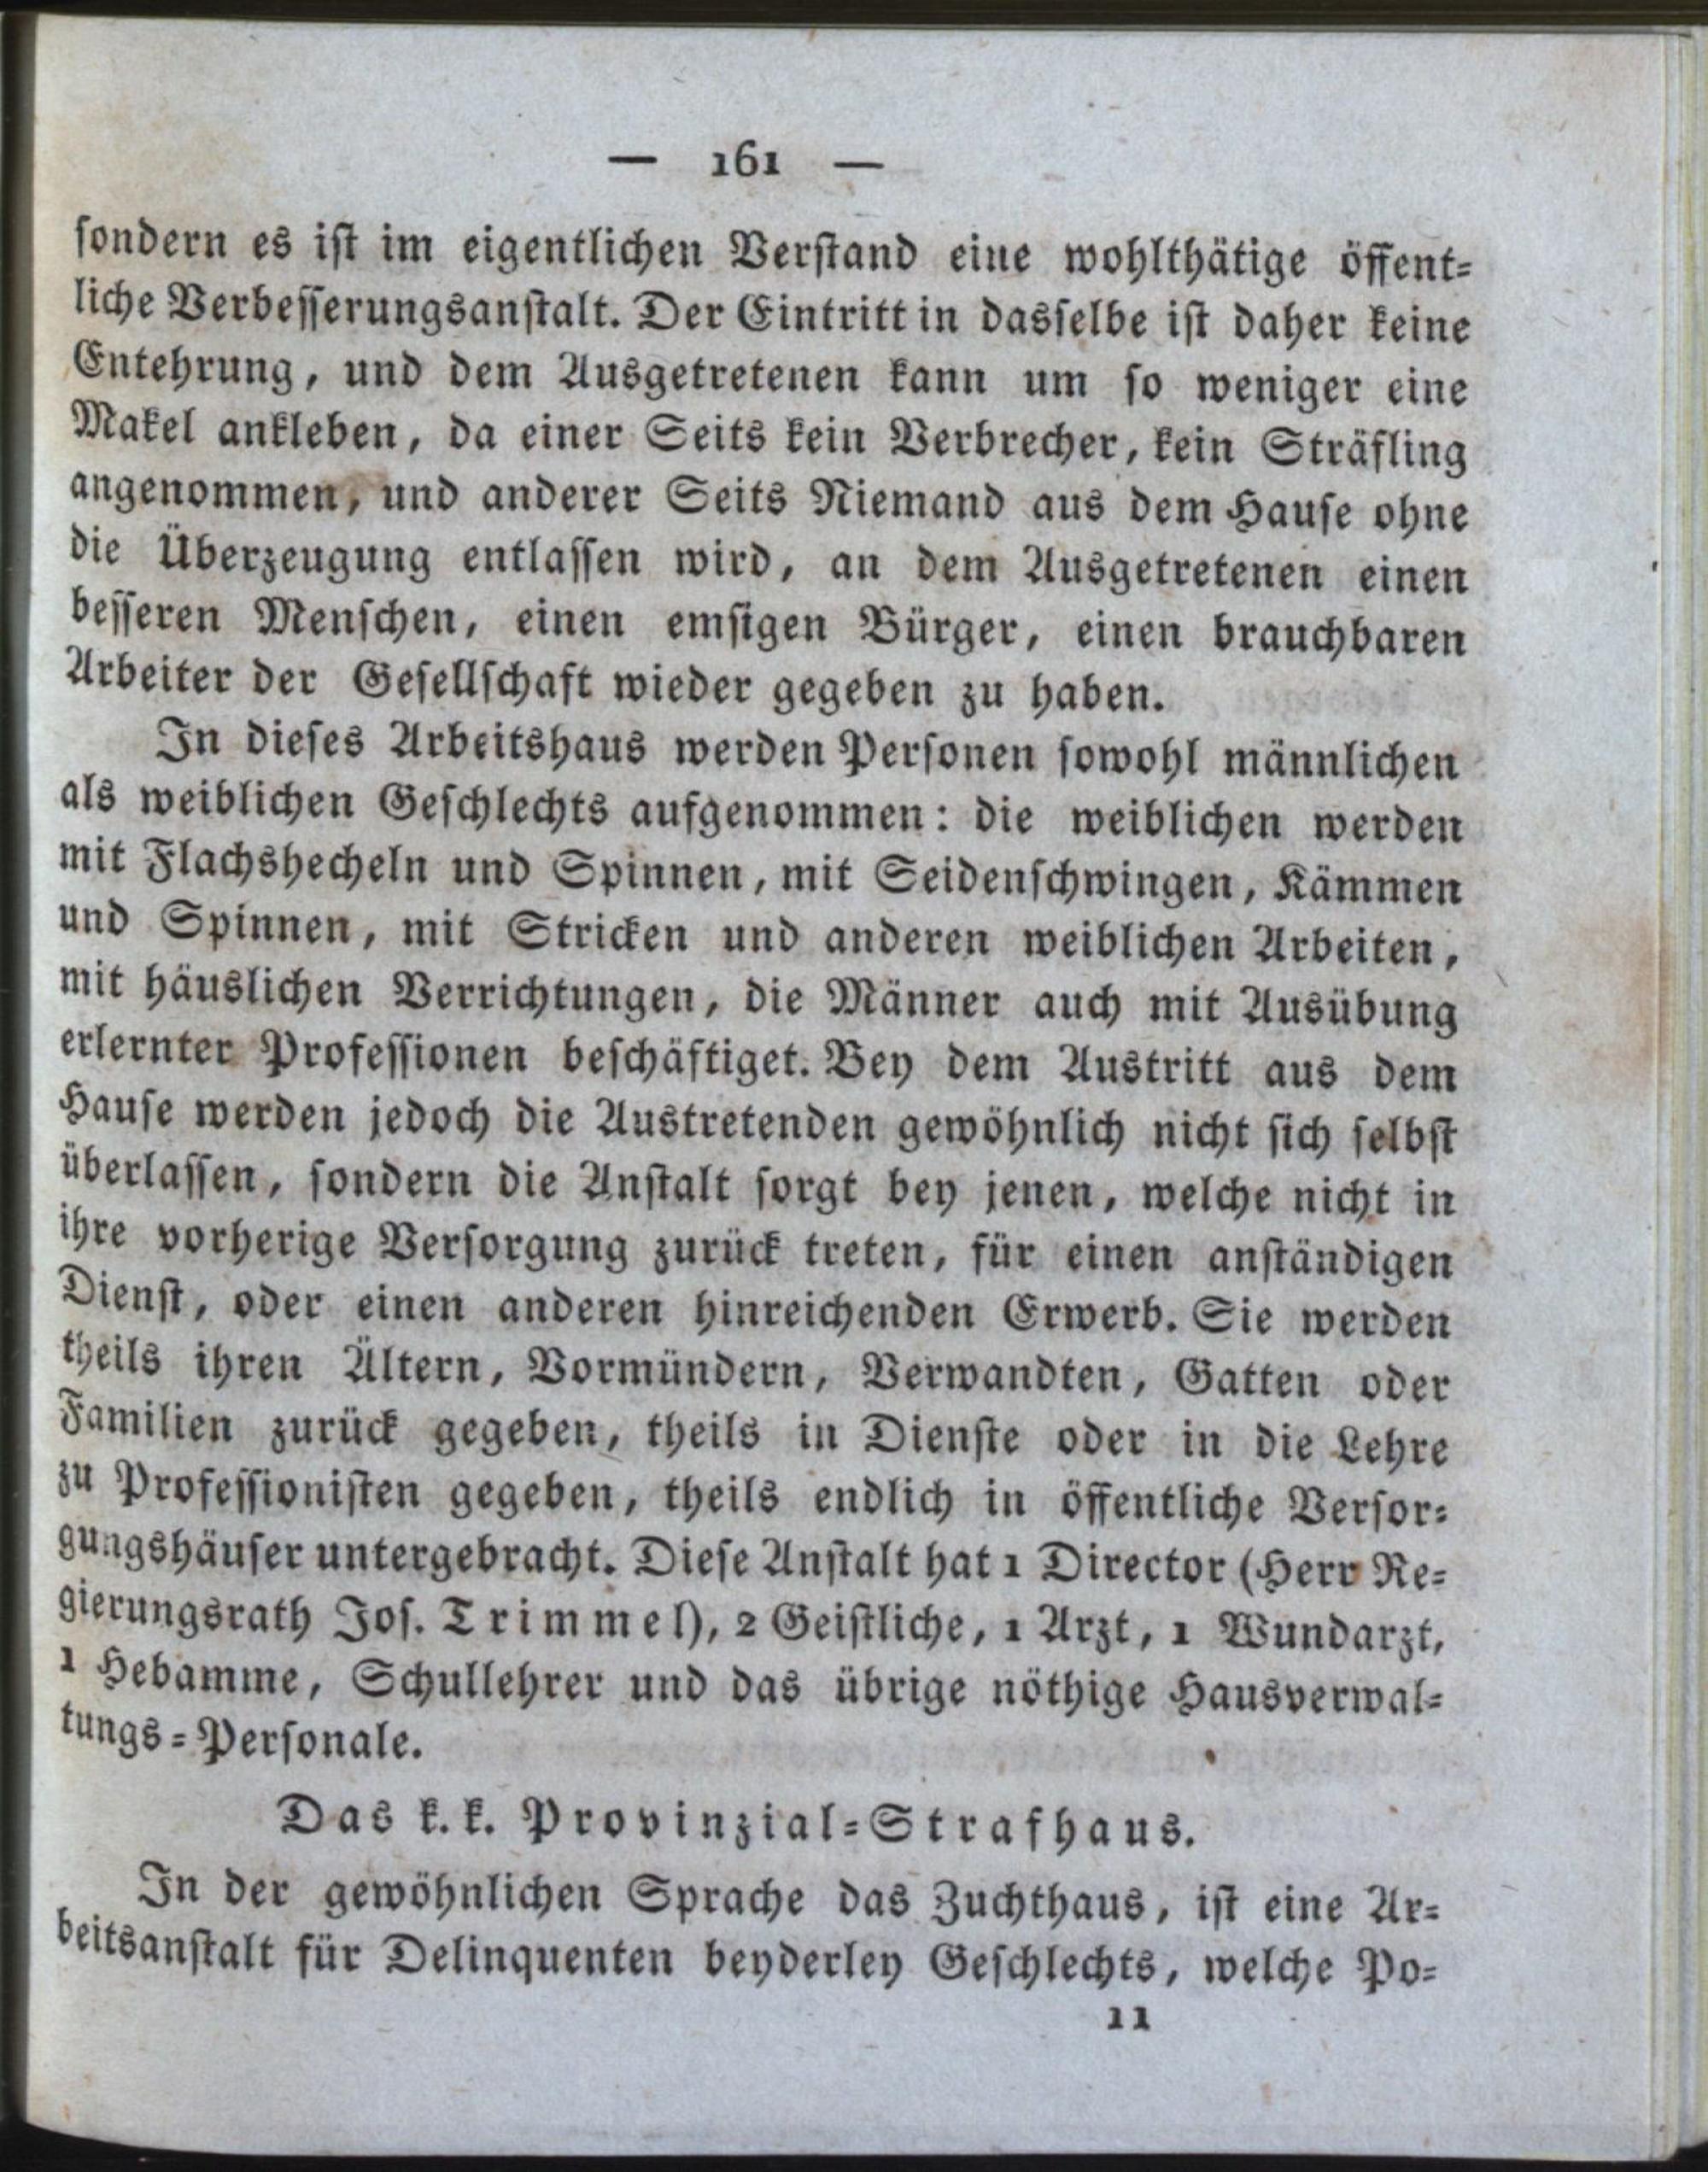 — 161 —
sondern es ist im eigentlichen Verstand eine wohlthätige öffent-
liche Verbesserungsanstalt. Der Eintritt in dasselbe ist daher keine
Entehrung, und dem Ausgetretenen kann um so weniger eine
Makel ankleben, da einer Seits kein Verbrecher, kein Sträfling
angenommen, und anderer Seits Niemand aus dem Hause ohne
die Überzeugung entlassen wird, an dem Ausgetretenen einen
besseren Menschen, einen emsigen Bürger, einen brauchbaren
Arbeiter der Gesellschaft wieder gegeben zu haben.
In dieses Arbeitshaus werden Personen sowohl männlichen
als weiblichen Geschlechts aufgenommen: die weiblichen werden
mit Flachshecheln und Spinnen, mit Seidenschwingen, Kämmen
und Spinnen, mit Stricken und anderen weiblichen Arbeiten,
mit häuslichen Verrichtungen, die Männer auch mit Ausübung
erlernter Professionen beschäftiget. Bey dem Austritt aus dem
Hause werden jedoch die Austretenden gewöhnlich nicht sich selbst
überlassen, sondern die Anstalt sorgt bey jenen, welche nicht in
ihre vorherige Versorgung zurück treten, für einen anständigen
Dienst, oder einen anderen hinreichenden Erwerb. Sie werden
theils ihren Ältern, Vormündern, Verwandten, Gatten oder
Familien zurück gegeben, theils in Dienste oder in die Lehre
zu Professionisten gegeben, theils endlich in öffentliche Versor-
gungshäuser untergebracht. Diese Anstalt hat 1 Director (Herr Re-
gierungsrath Jos. Trimmel), 2 Geistliche, 1 Arzt, 1 Wundarzt,
1 Hebamme, Schullehrer und das übrige nöthige Hausverwal-
tungs-Personale.
Das k.k. Provinzial-Strafhaus.
In der gewöhnlichen Sprache das Zuchthaus, ist eine Ar-
beitsanstalt für Delinquenten beyderley Geschlechts, welche Po-
11